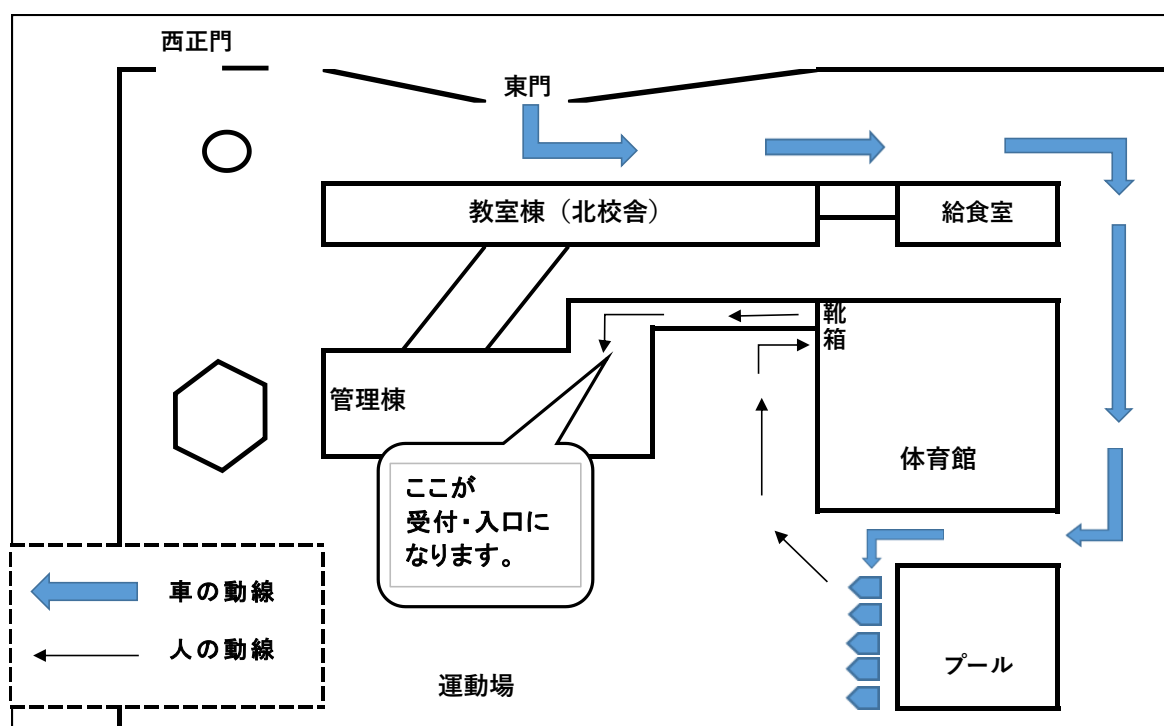 西正門
東門
教室棟（北校舎）
給食室
靴
箱
管理棟
体育館
ここが
受付・入口に
なります。
車の動線
人の動線
運動場
プール